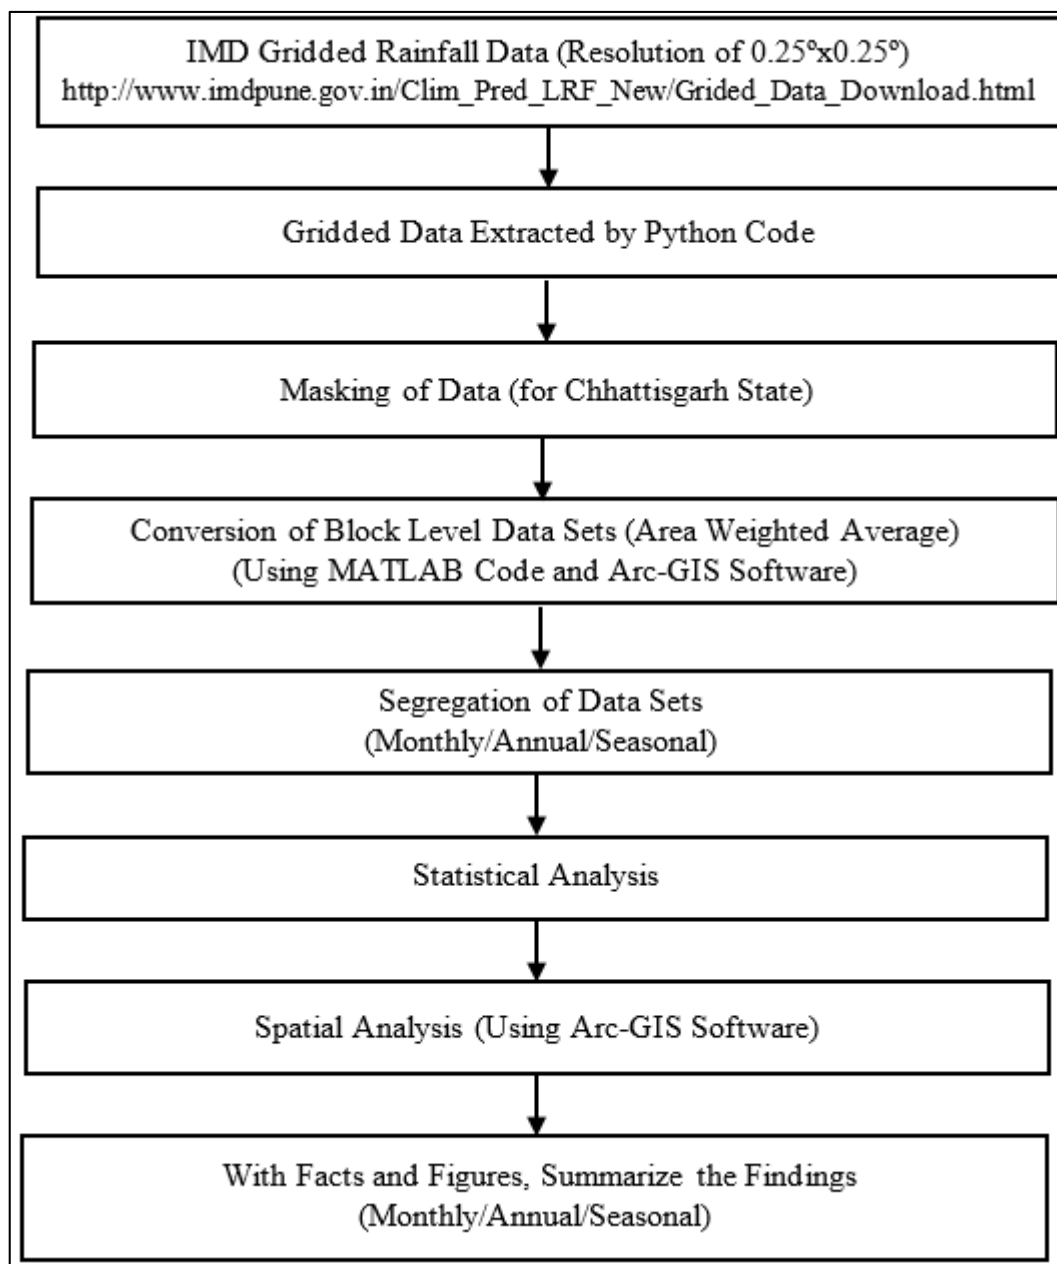 IMD Gridded Rainfall Data (Resolution of 0.25ºx0.25º)
http://www.imdpune.gov.in/Clim_Pred_LRF_New/Grided_Data_Download.html
Gridded Data Extracted by Python Code
Masking of Data (for Chhattisgarh State)
Conversion of Block Level Data Sets (Area Weighted Average)
(Using MATLAB Code and Arc-GIS Software)
Segregation of Data Sets
(Monthly/Annual/Seasonal)
Statistical Analysis
Spatial Analysis (Using Arc-GIS Software)
With Facts and Figures, Summarize the Findings
(Monthly/Annual/Seasonal)